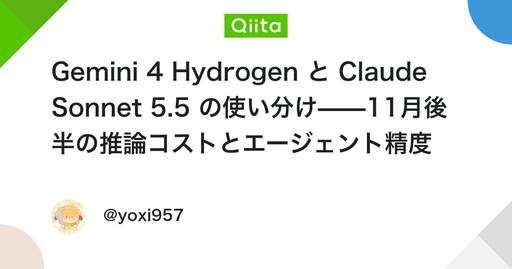 Qiita
Gemini 4 Hydrogen と Claude
Sonnet 5.5 の使い分け——11月後
半の推論コストとエージェント精度
@yoxi957